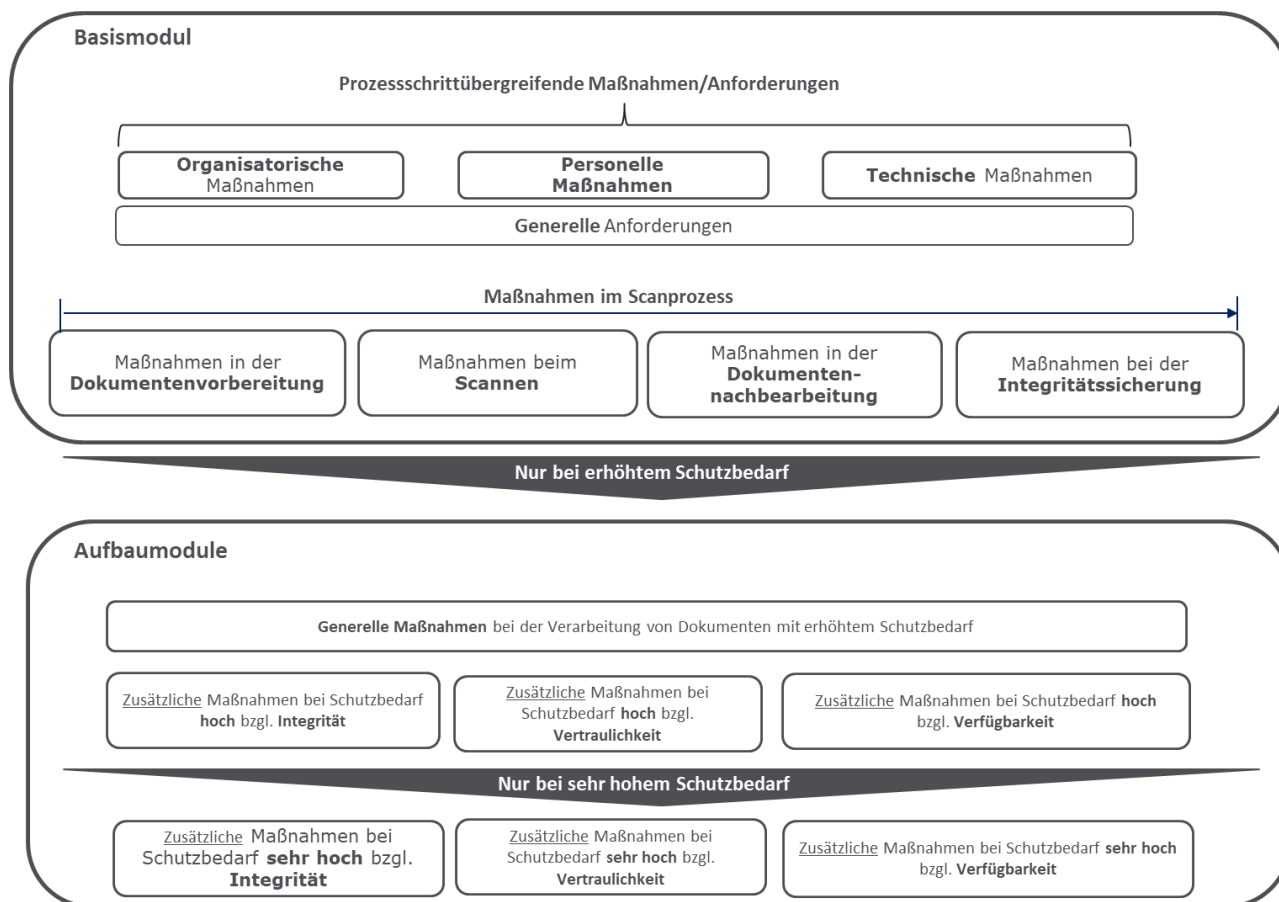 Basismodul
Prozessschrittübergreifende Maßnahmen/Anforderungen
Organisatorische
Maßnahmen
Personelle
Maßnahmen
Technische Maßnahmen
Generelle Anforderungen
Maßnahmen im Scanprozess
Maßnahmen in der
Dokumentenvorbereitung
Maßnahmen beim
Scannen
Maßnahmen in der
Dokumenten-
nachbearbeitung
Maßnahmen bei der
Integritätssicherung
Nur bei erhöhtem Schutzbedarf
Aufbaumodule
Generelle Maßnahmen bei der Verarbeitung von Dokumenten mit erhöhtem Schutzbedarf
Zusätzliche Maßnahmen bei Schutzbedarf
hoch bzgl. Integrität
Zusätzliche Maßnahmen bei
Schutzbedarf hoch bzgl.
Vertraulichkeit
Zusätzliche Maßnahmen bei Schutzbedarf hoch
bzgl. Verfügbarkeit
Nur bei sehr hohem Schutzbedarf
Zusätzliche Maßnahmen bei
Schutzbedarf sehr hoch bzgl.
Integrität
Zusätzliche Maßnahmen bei
Schutzbedarf sehr hoch bzgl.
Vertraulichkeit
Zusätzliche Maßnahmen bei Schutzbedarf sehr hoch
bzgl. Verfügbarkeit